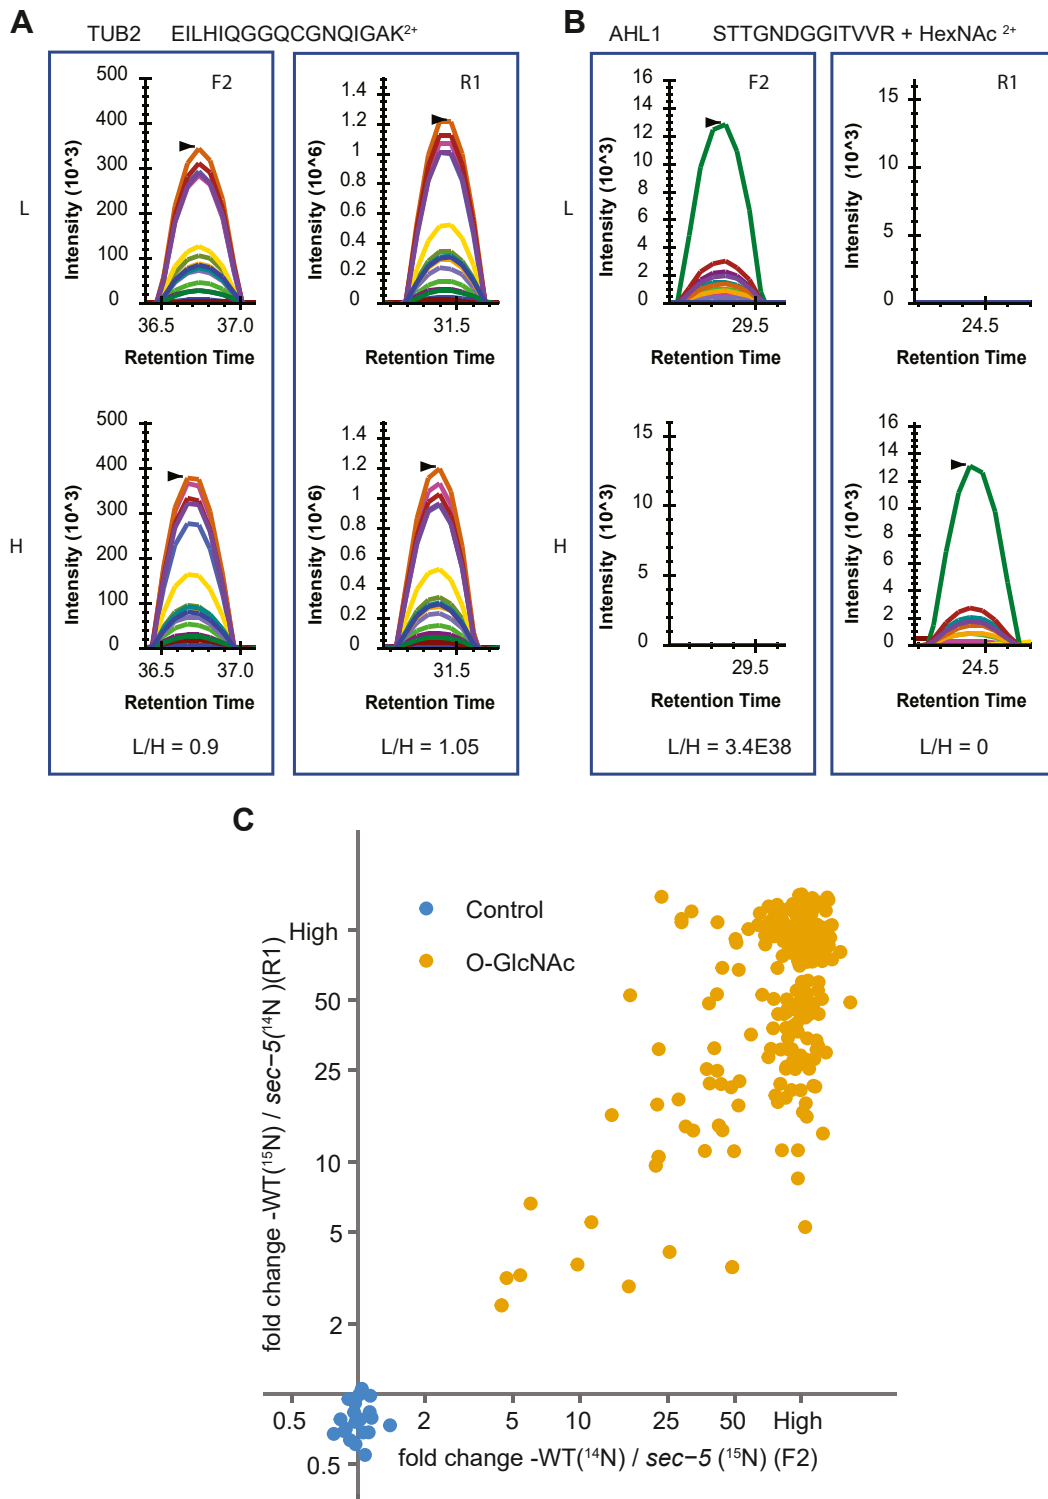 A
TUB2 EILHIQGGQCGNQIGAK2+
B
AHL1 STTGNDGGITVVR + HexNAc 2+
F2
500
400
300
200
100
0
Intensity (10^3)
36.5 37.0
Retention Time
R1
1.4
1.2
1
0.8
0.6
0.4
0.2
0
Intensity (10^6)
31.5
Retention Time
F2
16
14
12
10
8
6
4
2
0
Intensity (10^3)
29.5
Retention Time
R1
15
10
5
0
Intensity (10^3)
24.5
Retention Time
L
L
500
400
300
200
100
0
Intensity (10^3)
36.5 37.0
Retention Time
L/H = 0.9
1.4
1.2
1
0.8
0.6
0.4
0.2
0
Intensity (10^6)
31.5
Retention Time
L/H = 1.05
15
10
5
0
Intensity (10^3)
29.5
Retention Time
L/H = 3.4E38
16
14
12
10
8
6
4
2
0
Intensity (10^3)
24.5
Retention Time
L/H = 0
H
H
C
Control
O-GlcNAc
High
50
25
10
5
2
0.5
fold change -WT(15N) / sec-5(14N )(R1)
0.5 2 5 10 25 50 High
fold change -WT(14N) / sec-5 (15N) (F2)